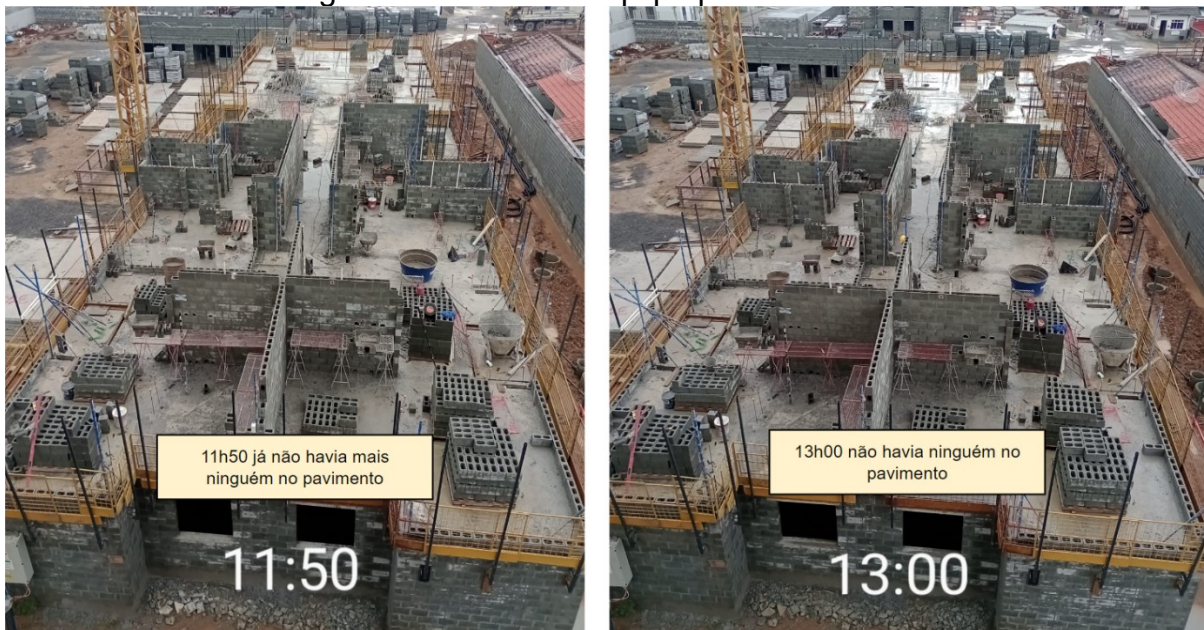 11h50 já não havia mais
ninguém no pavimento
13h00 não havia ninguém no
pavimento
11:50
13:00